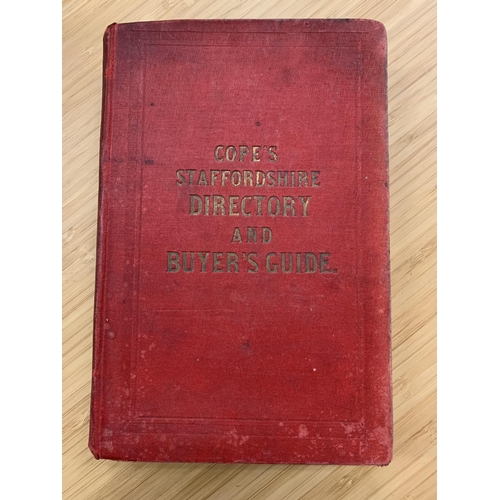 COPE'S
STAFFORDSHIRE
DIRECTORY
AND
BUYER'S GUIDE.